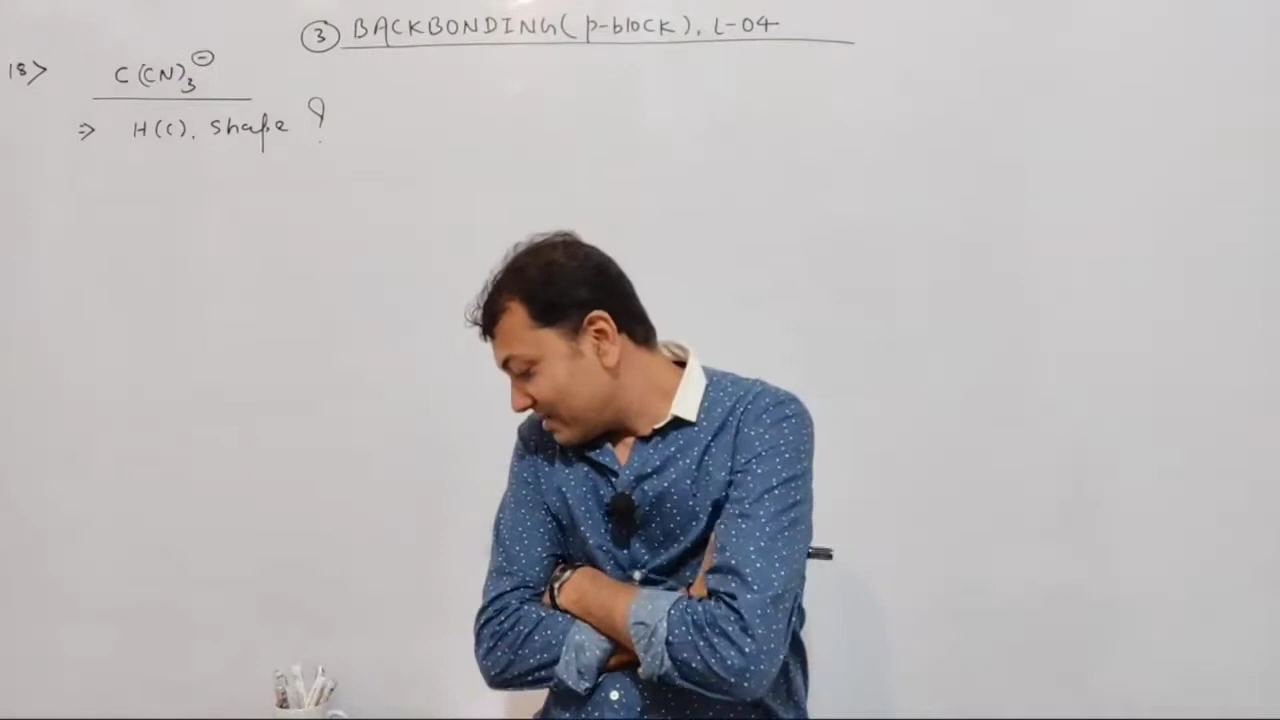 ③ BACKBONDING (p-block). L-04
18> C(CN)₃⊖
⇒ H(C). Shape ?